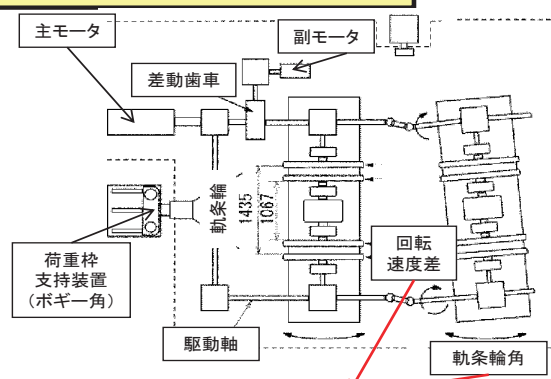 主モータ
副モータ
差動歯車
軌条輪
1435
1067
荷重枠
支持装置
(ボギー角)
回転
速度差
駆動軸
軌条輪角